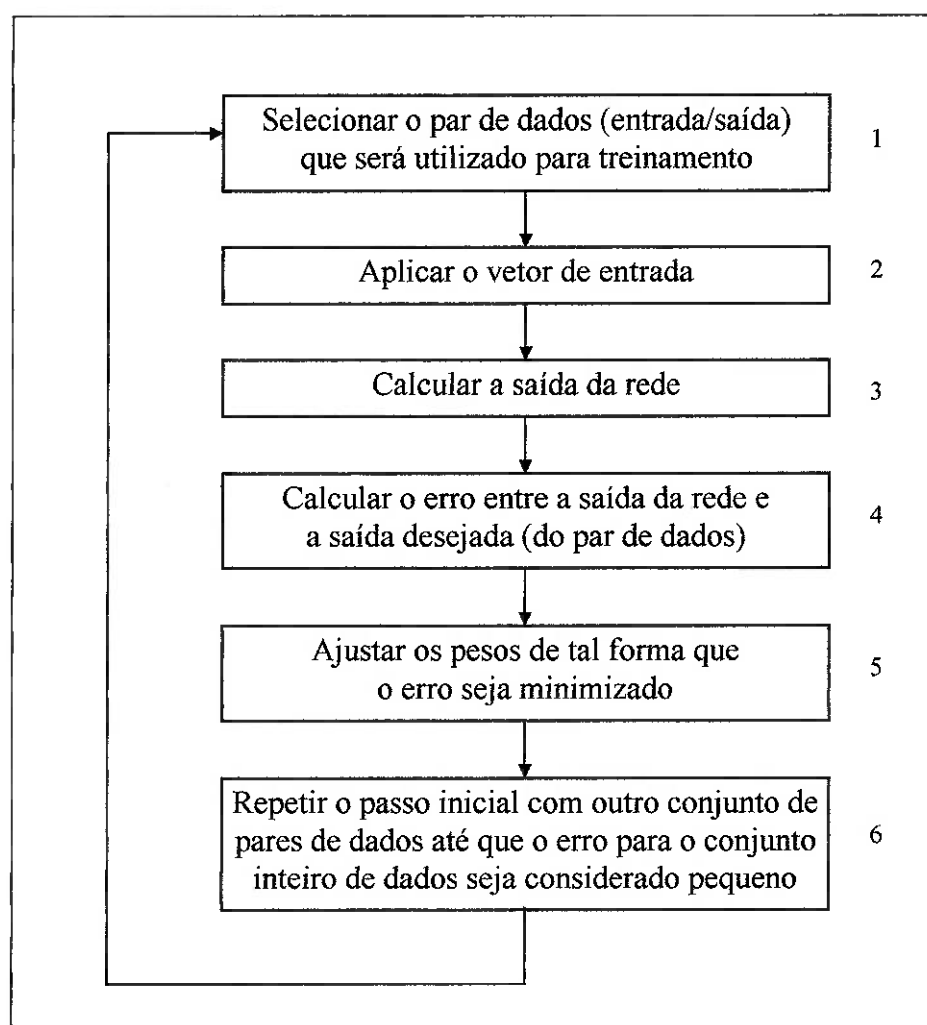 Selecionar o par de dados (entrada/saída)
que será utilizado para treinamento
1
Aplicar o vetor de entrada
2
Calcular a saída da rede
3
Calcular o erro entre a saída da rede e
a saída desejada (do par de dados)
4
Ajustar os pesos de tal forma que
o erro seja minimizado
5
Repetir o passo inicial com outro conjunto de
pares de dados até que o erro para o conjunto
inteiro de dados seja considerado pequeno
6